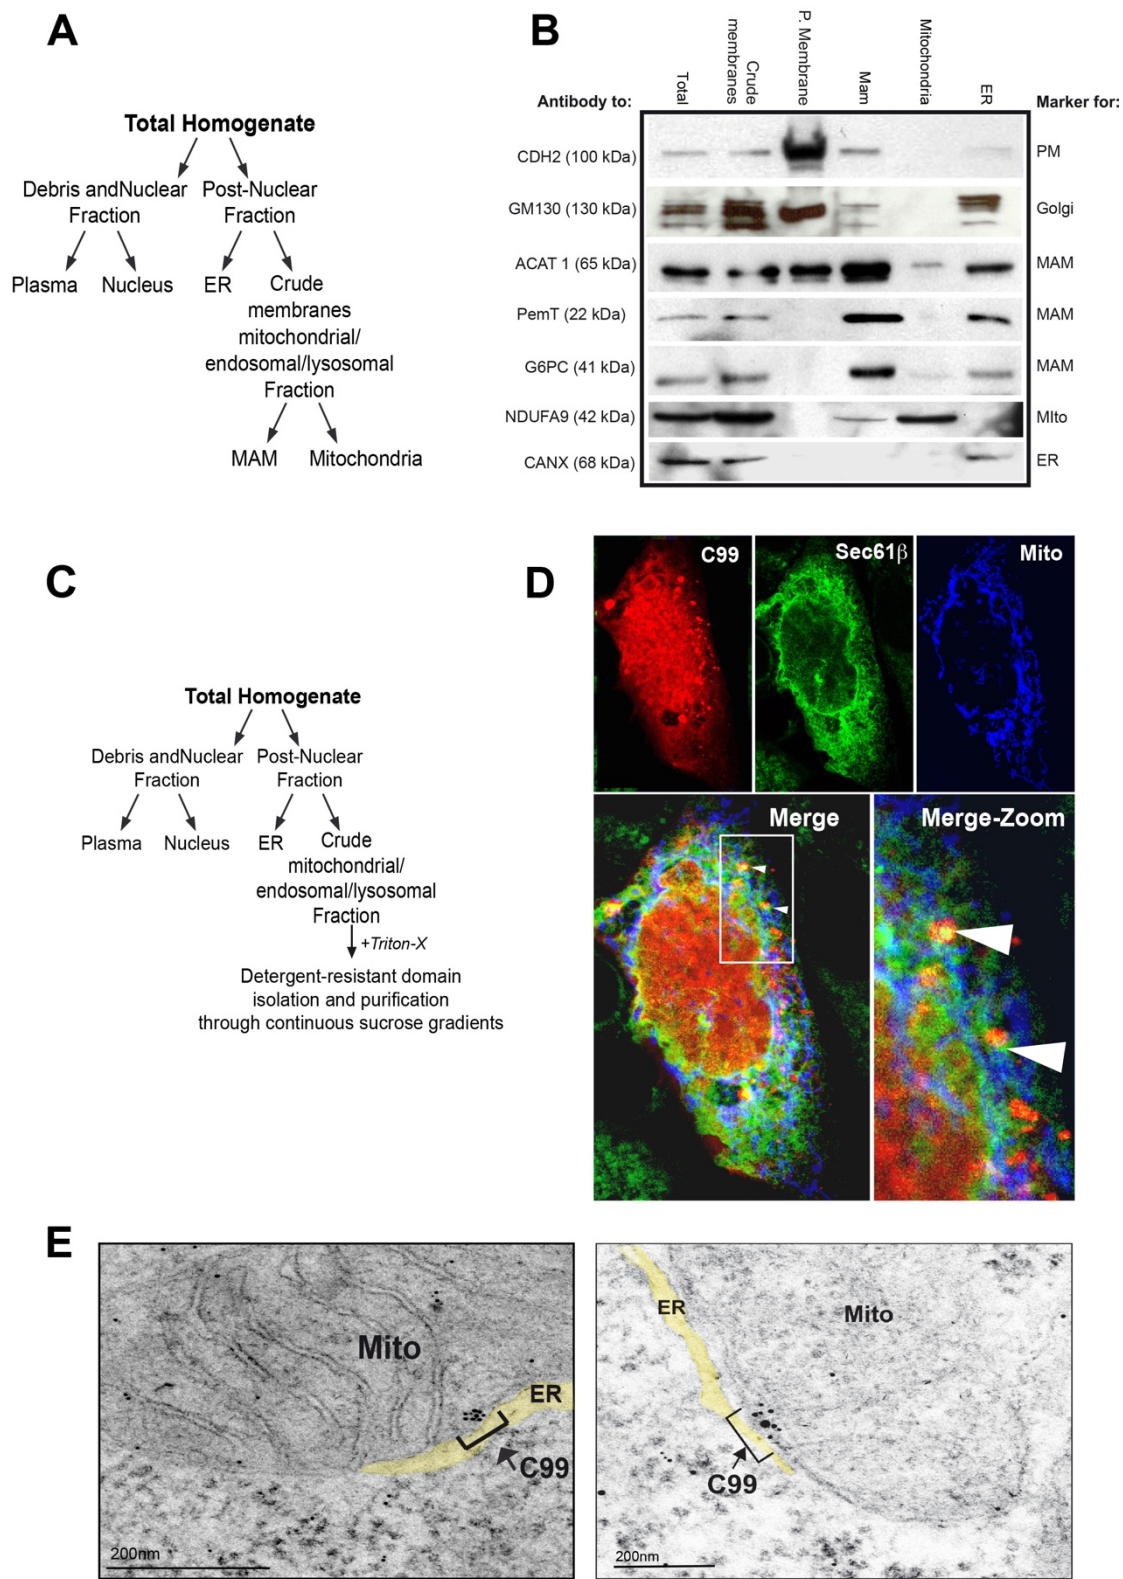 A
Total Homogenate
Debris andNuclear
Fraction
Post-Nuclear
Fraction
Plasma
Nucleus
ER
Crude
membranes
mitochondrial/
endosomal/lysosomal
Fraction
MAM
Mitochondria
B
Antibody to:
Total
Crude
membranes
P. Membrane
Mam
Mitochondria
ER
Marker for:
CDH2 (100 kDa)
PM
GM130 (130 kDa)
Golgi
ACAT 1 (65 kDa)
MAM
PemT (22 kDa)
MAM
G6PC (41 kDa)
MAM
NDUFA9 (42 kDa)
MIto
CANX (68 kDa)
ER
C
Total Homogenate
Debris andNuclear
Fraction
Post-Nuclear
Fraction
Plasma
Nucleus
ER
Crude
mitochondrial/
endosomal/lysosomal
Fraction
+Triton-X
Detergent-resistant domain
isolation and purification
through continuous sucrose gradients
D
C99
Sec61β
Mito
Merge
Merge-Zoom
E
Mito
ER
C99
200nm
ER
Mito
C99
200nm